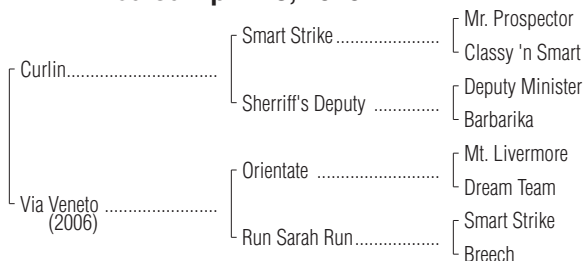 Smart Strike
Mr. Prospector
Classy 'n Smart
Curlin
Sherriff's Deputy
Deputy Minister
Barbarika
Orientate
Mt. Livermore
Dream Team
Via Veneto
(2006)
Run Sarah Run
Smart Strike
Breech